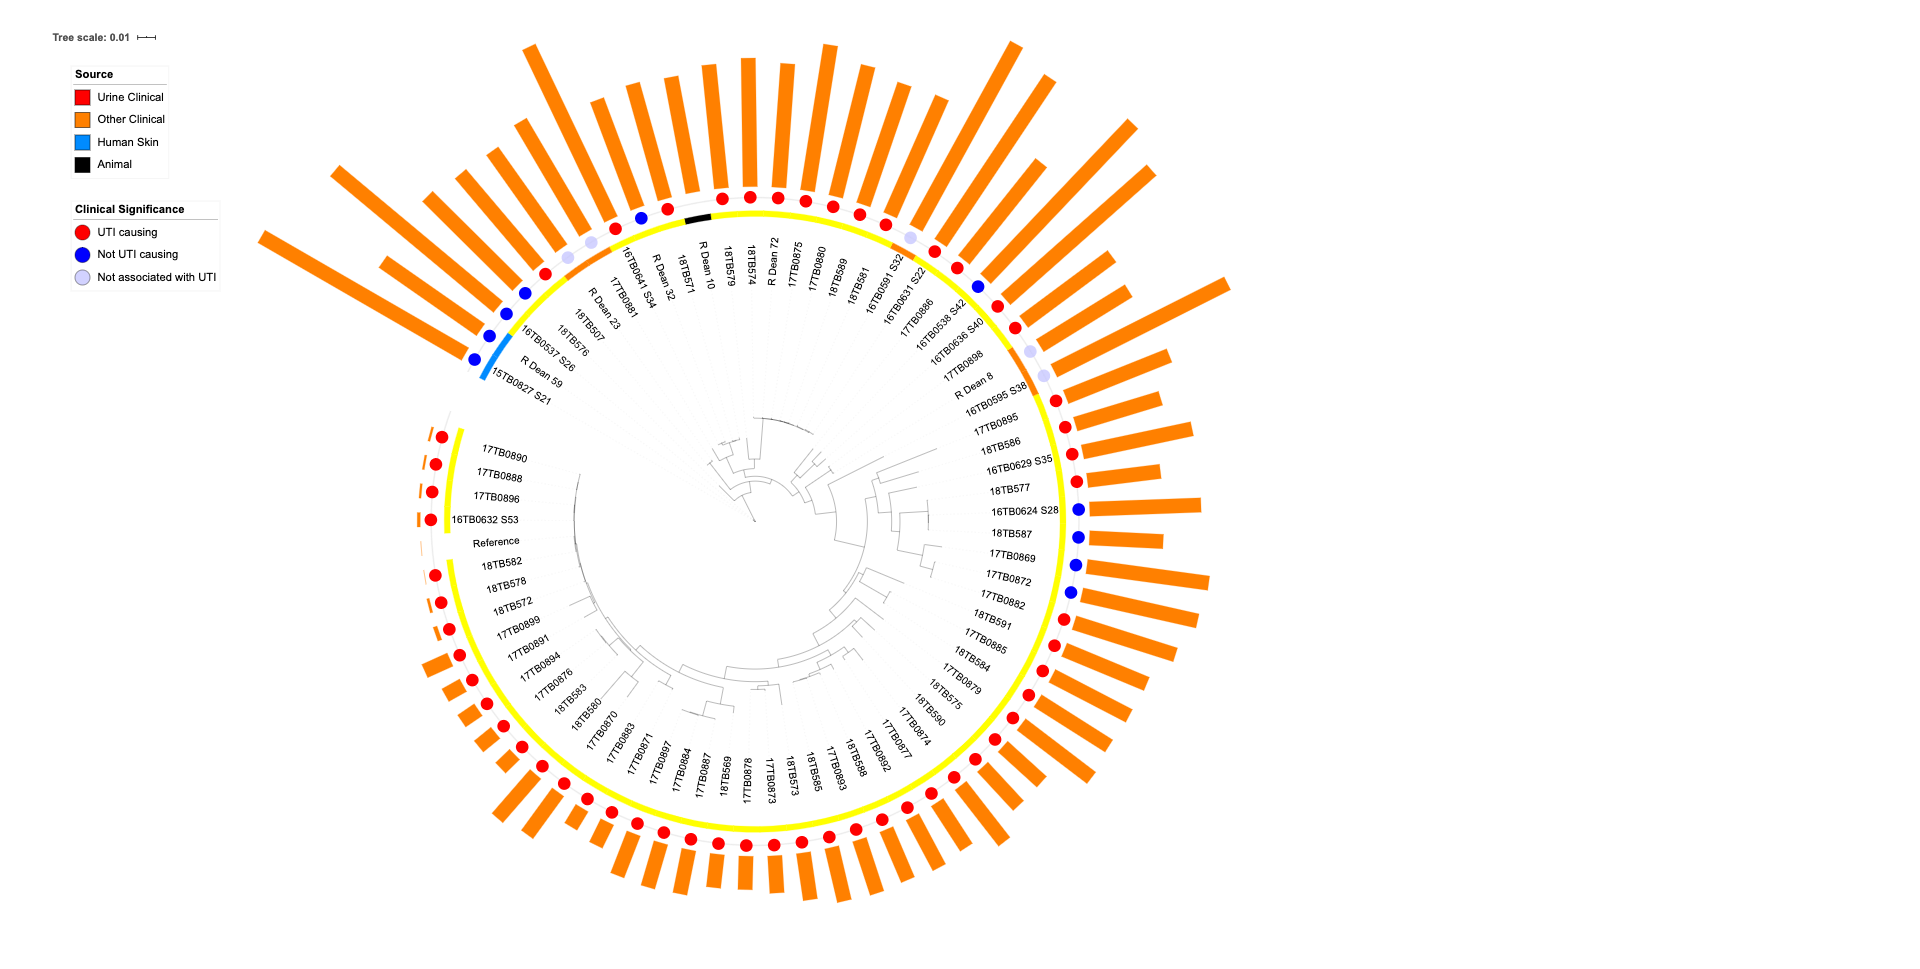 Tree scale: 0.01
Source
Urine Clinical
Other Clinical
Human Skin
Animal
Clinical Significance
UTI causing
Not UTI causing
Not associated with UTI
15TB0827 S21
R Dean 59
16TB0537 S26
18TB576
18TB507
R Dean 23
17TB0881
16TB0641 S34
R Dean 32
18TB571
R Dean 10
18TB579
18TB574
R Dean 72
17TB0875
17TB0880
18TB589
18TB581
16TB0591 S32
16TB0631 S22
17TB0886
16TB0538 S42
16TB0636 S40
17TB0898
R Dean 8
16TB0595 S38
17TB0895
18TB586
16TB0629 S35
18TB577
16TB0624 S28
18TB587
17TB0869
17TB0872
17TB0882
18TB591
17TB0885
18TB584
17TB0879
18TB575
18TB590
17TB0874
17TB0877
17TB0892
18TB588
17TB0893
18TB585
18TB573
17TB0873
17TB0878
18TB569
17TB0887
17TB0884
17TB0897
17TB0871
17TB0883
17TB0870
18TB580
18TB583
17TB0876
17TB0894
17TB0891
17TB0899
18TB572
18TB578
18TB582
Reference
16TB0632 S53
17TB0896
17TB0888
17TB0890